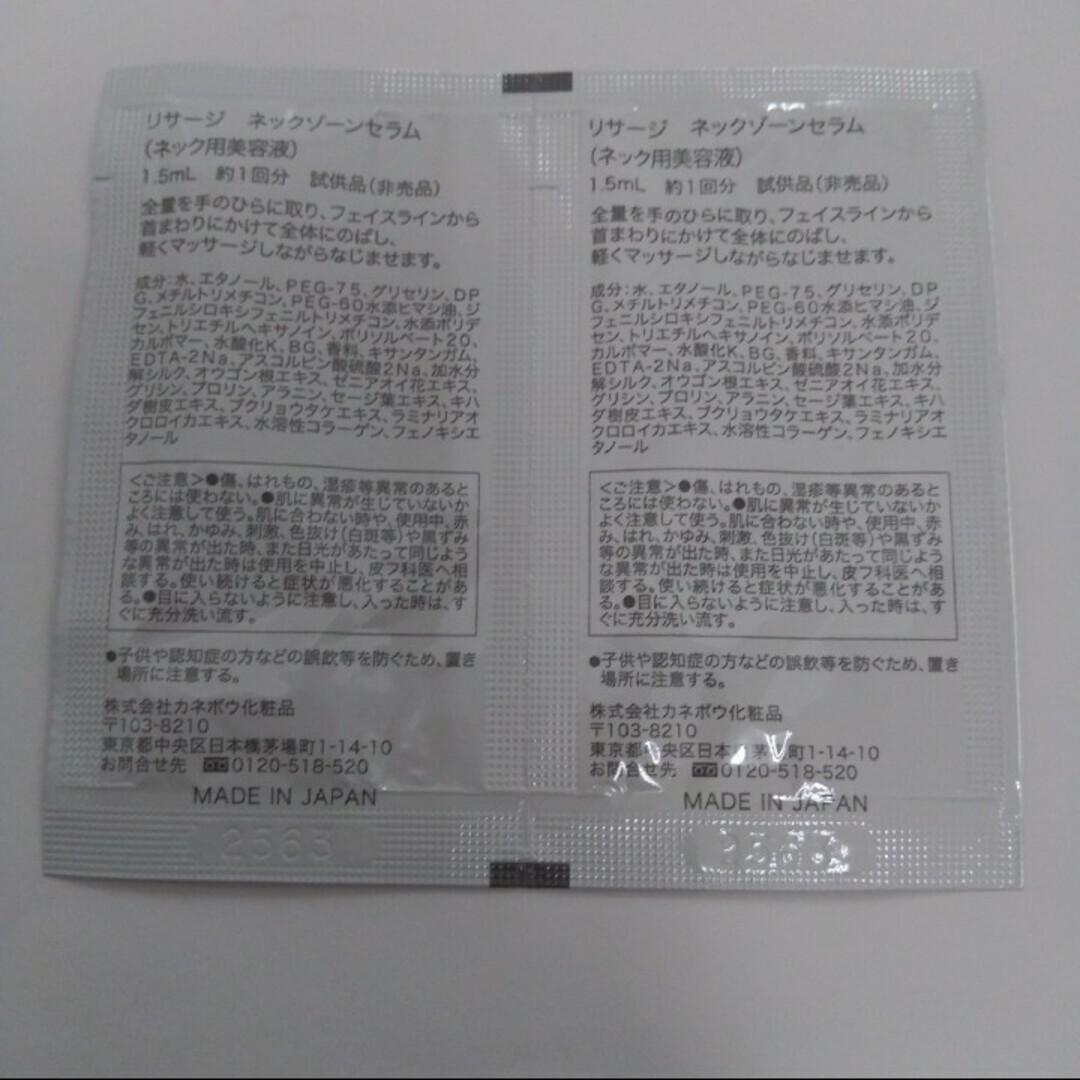 リサージ ネックゾーンセラム
(ネック用美容液)
1.5mL 約1回分 試供品(非売品)
全量を手のひらに取り、フェイスラインから
首まわりにかけて全体にのばし、
軽くマッサージしながらなじませます。
成分:水、エタノール、PEG-75、グリセリン、DP
G、メチルトリメチコン、PEG-60水添ヒマシ油、ジ
フェニルシロキシフェニルトリメチコン、水添ポリデ
セン、トリエチルヘキサノイン、ポリソルベート20、
カルボマー、水酸化K、BG、香料、キサンタンガム、
EDTA-2Na、アスコルビン酸硫酸2Na、加水分
解シルク、オウゴン根エキス、ゼニアオイ花エキス、
グリシン、プロリン、アラニン、セージ葉エキス、キハ
ダ樹皮エキス、ブクリョウタケエキス、ラミナリアオ
クロロイカエキス、水溶性コラーゲン、フェノキシエ
タノール
<ご注意>●傷、はれもの、湿疹等異常のあると
ころには使わない。●肌に異常が生じていないか
よく注意して使う。肌に合わない時や、使用中、赤
み、はれ、かゆみ、刺激、色抜け(白斑等)や黒ずみ
等の異常が出た時、また日光があたって同じよう
な異常が出た時は使用を中止し、皮フ科医へ相
談する。使い続けると症状が悪化することがあ
る。●目に入らないように注意し、入った時は、す
ぐに充分洗い流す。
●子供や認知症の方などの誤飲等を防ぐため、置き
場所に注意する。
株式会社カネボウ化粧品
〒103-8210
東京都中央区日本橋茅場町1-14-10
お問合せ先 0120-518-520
MADE IN JAPAN
2563
リサージ ネックゾーンセラム
(ネック用美容液)
1.5mL 約1回分 試供品(非売品)
全量を手のひらに取り、フェイスラインから
首まわりにかけて全体にのばし、
軽くマッサージしながらなじませます。
成分:水、エタノール、PEG-75、グリセリン、DP
G、メチルトリメチコン、PEG-60水添ヒマシ油、ジ
フェニルシロキシフェニルトリメチコン、水添ポリデ
セン、トリエチルヘキサノイン、ポリソルベート20、
カルボマー、水酸化K、BG、香料、キサンタンガム、
EDTA-2Na、アスコルビン酸硫酸2Na、加水分
解シルク、オウゴン根エキス、ゼニアオイ花エキス、
グリシン、プロリン、アラニン、セージ葉エキス、キハ
ダ樹皮エキス、ブクリョウタケエキス、ラミナリアオ
クロロイカエキス、水溶性コラーゲン、フェノキシエ
タノール
<ご注意>●傷、はれもの、湿疹等異常のあると
ころには使わない。●肌に異常が生じていないか
よく注意して使う。肌に合わない時や、使用中、赤
み、はれ、かゆみ、刺激、色抜け(白斑等)や黒ずみ
等の異常が出た時、また日光があたって同じよう
な異常が出た時は使用を中止し、皮フ科医へ相
談する。使い続けると症状が悪化することがあ
る。●目に入らないように注意し、入った時は、す
ぐに充分洗い流す。
●子供や認知症の方などの誤飲等を防ぐため、置き
場所に注意する。
株式会社カネボウ化粧品
〒103-8210
東京都中央区日本橋茅場町1-14-10
お問合せ先 0120-518-520
MADE IN JAPAN